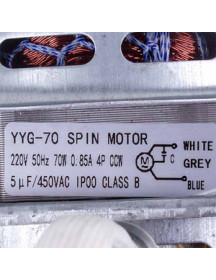 YYG-70 SPIN MOTOR
220V 50Hz 70W 0.85A 4P CCW
5μF/450VAC IP00 CLASS B
WHITE
M
C
GREY
BLUE